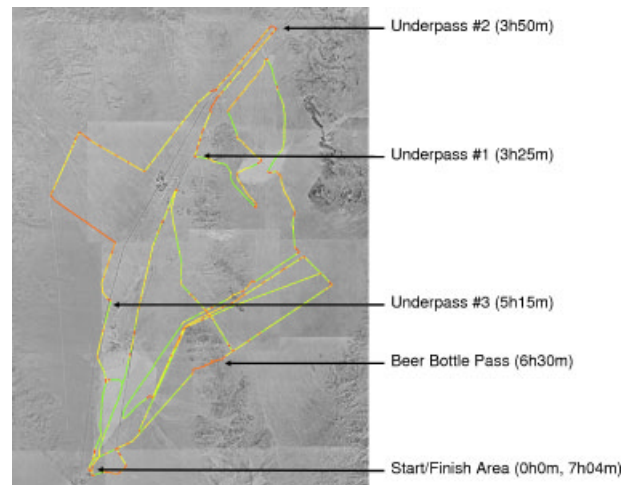 Underpass #2 (3h50m)
Underpass #1 (3h25m)
Underpass #3 (5h15m)
Beer Bottle Pass (6h30m)
Start/Finish Area (0h0m, 7h04m)